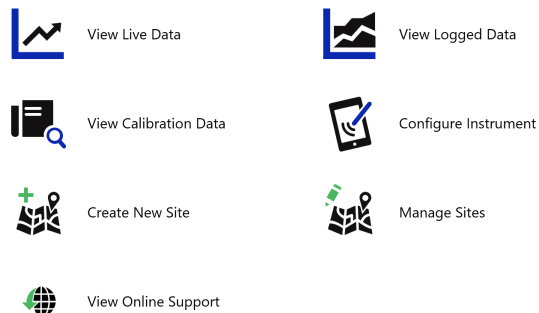 View Live Data
View Logged Data
View Calibration Data
Configure Instrument
Create New Site
Manage Sites
View Online Support